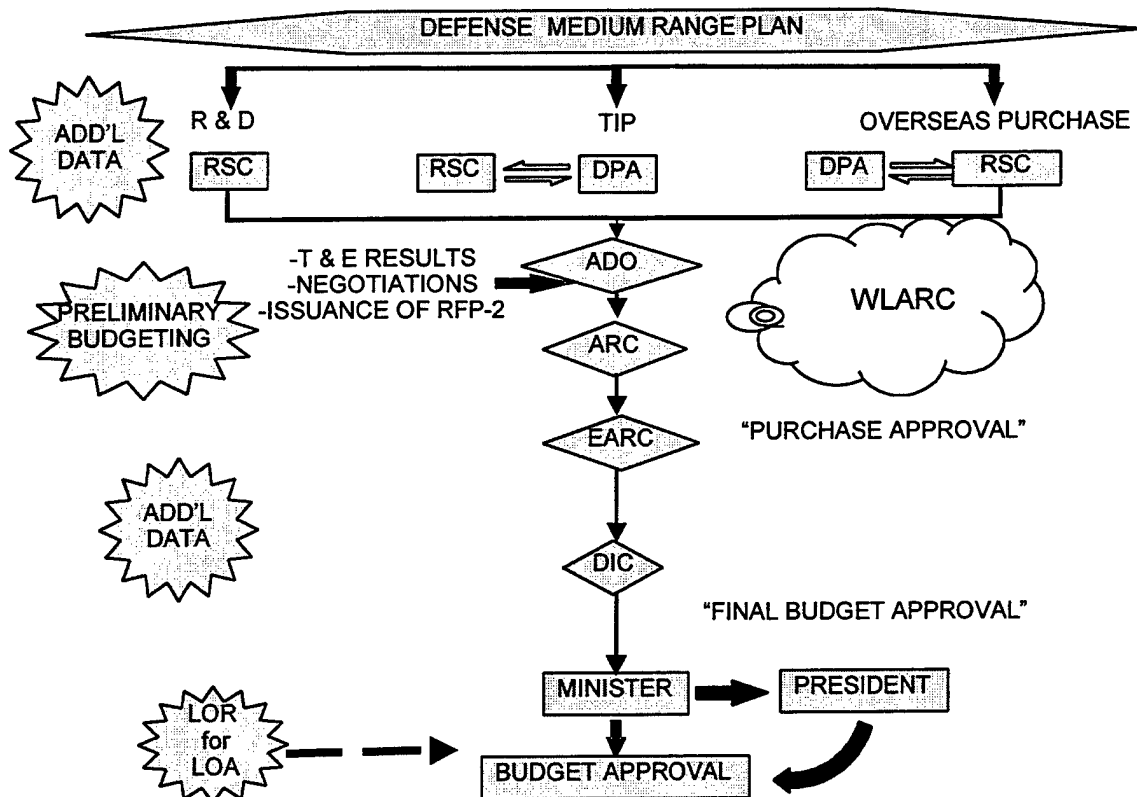 DEFENSE MEDIUM RANGE PLAN
ADD'L
DATA
R & D
TIP
OVERSEAS PURCHASE
RSC
RSC
DPA
DPA
RSC
-T & E RESULTS
-NEGOTIATIONS
-ISSUANCE OF RFP-2
ADO
WLARC
PRELIMINARY
BUDGETING
ARC
EARC
"PURCHASE APPROVAL"
ADD'L
DATA
DIC
"FINAL BUDGET APPROVAL"
MINISTER
PRESIDENT
LOR
for
LOA
BUDGET APPROVAL